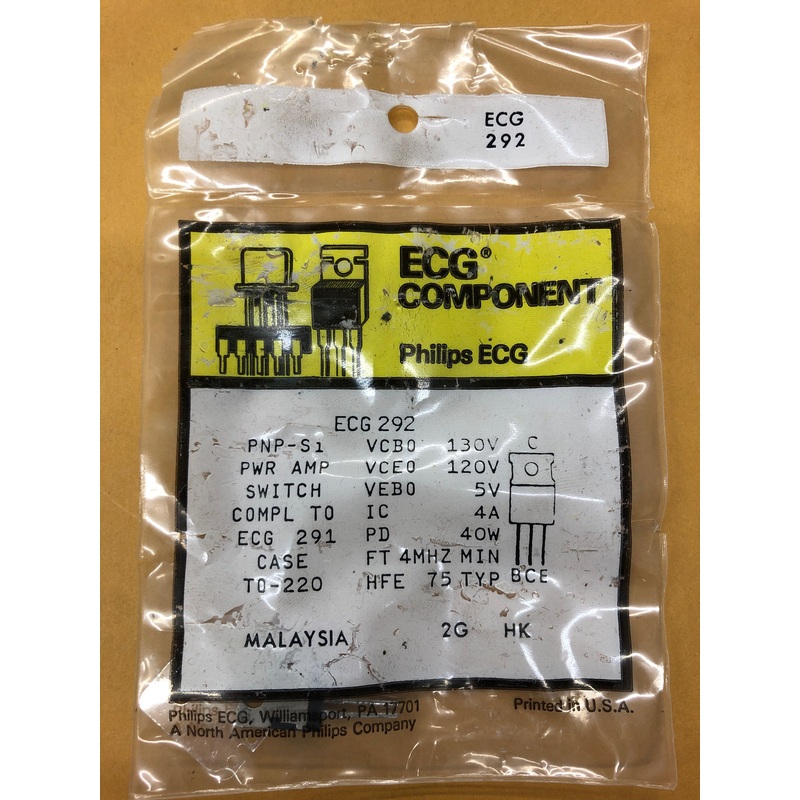 ECG
292
ECG®
COMPONENT
Philips ECG
ECG 292
PNP-Si VCBO 130V C
PWR AMP VCEO 120V
SWITCH VEBO 5V
COMPL TO IC 4A
ECG 291 PD 40W
CASE FT 4MHZ MIN
TO-220 HFE 75 TYP BCE
MALAYSIA 2G HK
Philips ECG, Williamsport, PA 17701 Printed in U.S.A.
A North American Philips Company